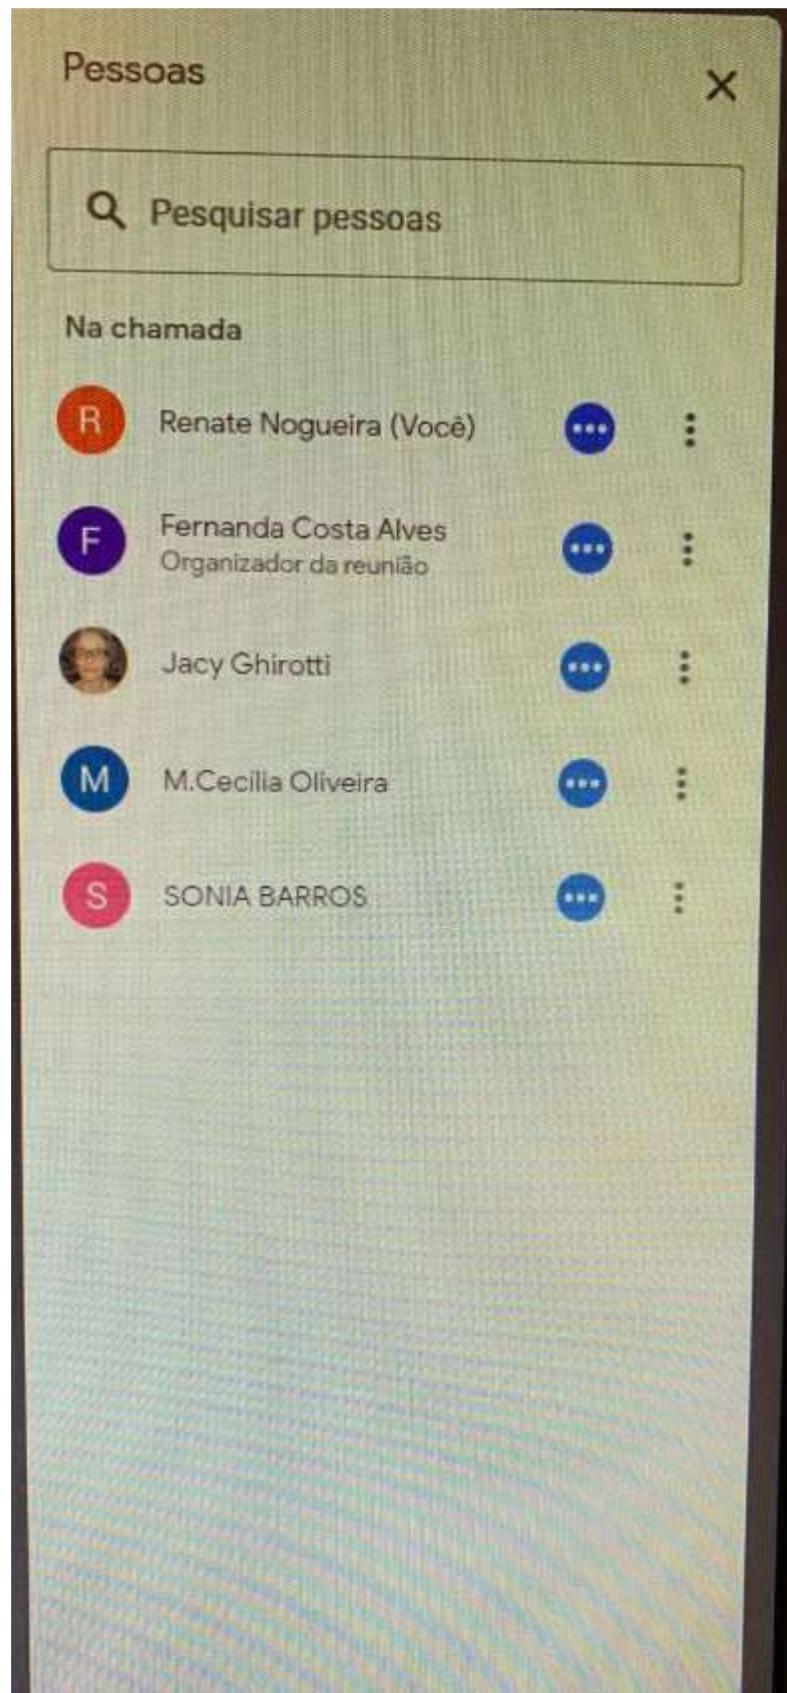 Pessoas
Pesquisar pessoas
Na chamada
R Renate Nogueira (Você)
F Fernanda Costa Alves
Organizador da reunião
Jacy Ghirotti
M M.Cecília Oliveira
S SONIA BARROS